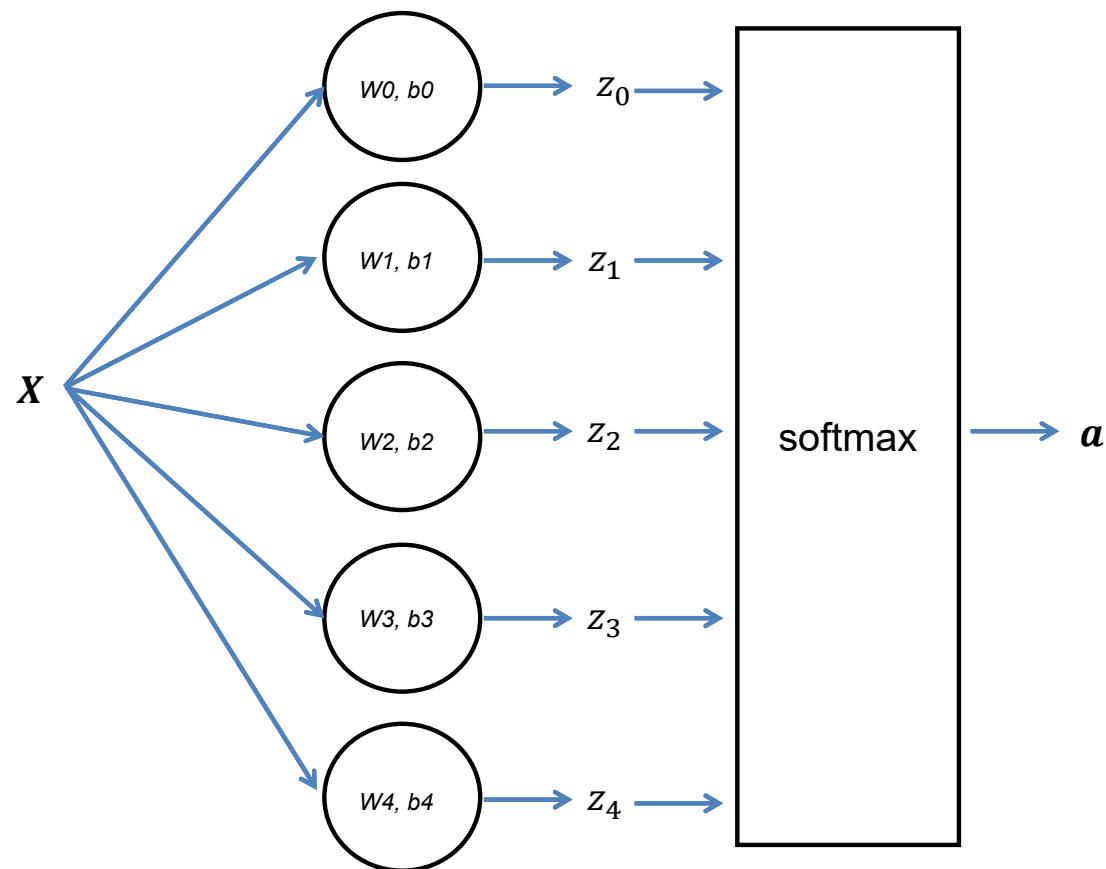 W0, b0
z₀
W1, b1
z₁
X
W2, b2
z₂
softmax
a
W3, b3
z₃
W4, b4
z₄